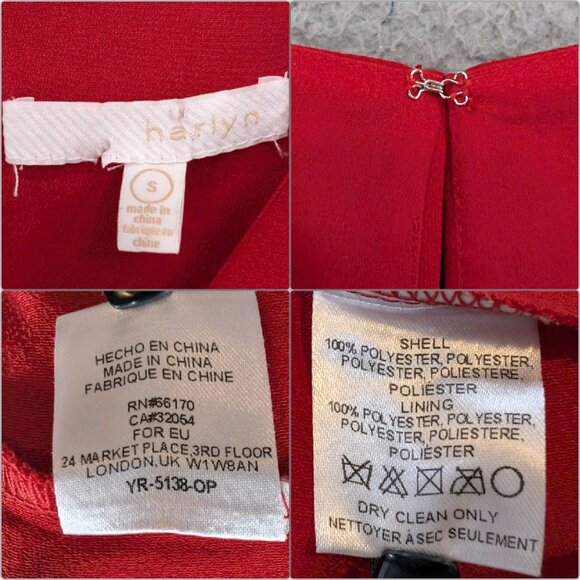 harlyn
S
made in
china
fabriqué en
chine
HECHO EN CHINA
MADE IN CHINA
FABRIQUE EN CHINE
RN#66170
CA#32054
FOR EU
24 MARKET PLACE,3RD FLOOR
LONDON,UK W1W8AN
YR-5138-OP
SHELL
100% POLYESTER, POLYESTER,
POLYESTER, POLIESTERE,
POLIÉSTER
LINING
100% POLYESTER, POLYESTER,
POLYESTER, POLIESTERE,
POLIÉSTER
DRY CLEAN ONLY
NETTOYER À SEC SEULEMENT